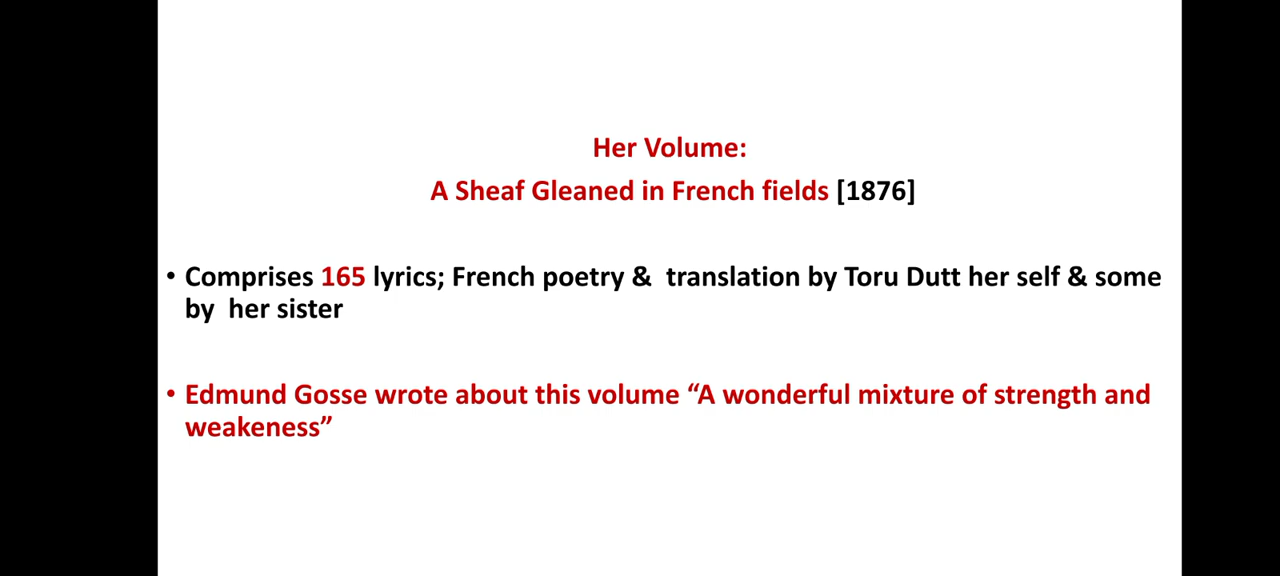 Her Volume:
A Sheaf Gleaned in French fields [1876]
• Comprises 165 lyrics; French poetry & translation by Toru Dutt her self & some
by her sister
• Edmund Gosse wrote about this volume “A wonderful mixture of strength and
weakeness”